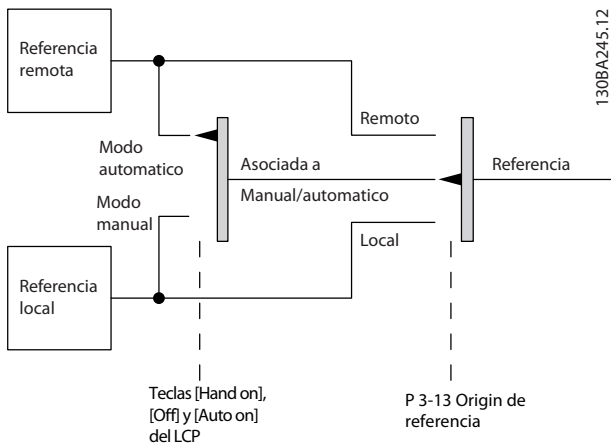 Referencia
remota
130BA245.12
Remoto
Modo
automatico
Asociada a
Manual/automatico
Referencia
Modo
manual
Local
Referencia
local
Teclas [Hand on],
[Off] y [Auto on]
del LCP
P 3-13 Origin de
referencia